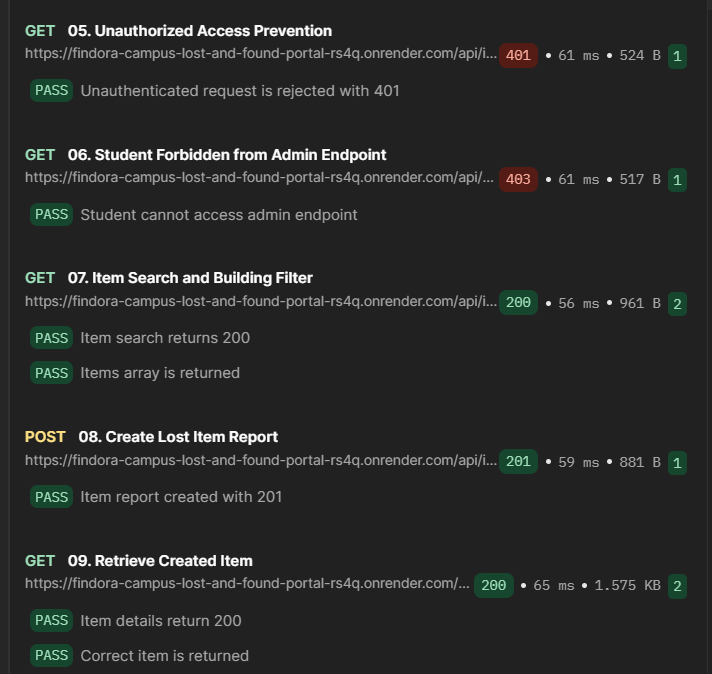 GET 05. Unauthorized Access Prevention
https://findora-campus-lost-and-found-portal-rs4q.onrender.com/api/i... 401 • 61 ms • 524 B 1
PASS Unauthenticated request is rejected with 401
GET 06. Student Forbidden from Admin Endpoint
https://findora-campus-lost-and-found-portal-rs4q.onrender.com/api/... 403 • 61 ms • 517 B 1
PASS Student cannot access admin endpoint
GET 07. Item Search and Building Filter
https://findora-campus-lost-and-found-portal-rs4q.onrender.com/api/i... 200 • 56 ms • 961 B 2
PASS Item search returns 200
PASS Items array is returned
POST 08. Create Lost Item Report
https://findora-campus-lost-and-found-portal-rs4q.onrender.com/api/i... 201 • 59 ms • 881 B 1
PASS Item report created with 201
GET 09. Retrieve Created Item
https://findora-campus-lost-and-found-portal-rs4q.onrender.com/... 200 • 65 ms • 1.575 KB 2
PASS Item details return 200
PASS Correct item is returned